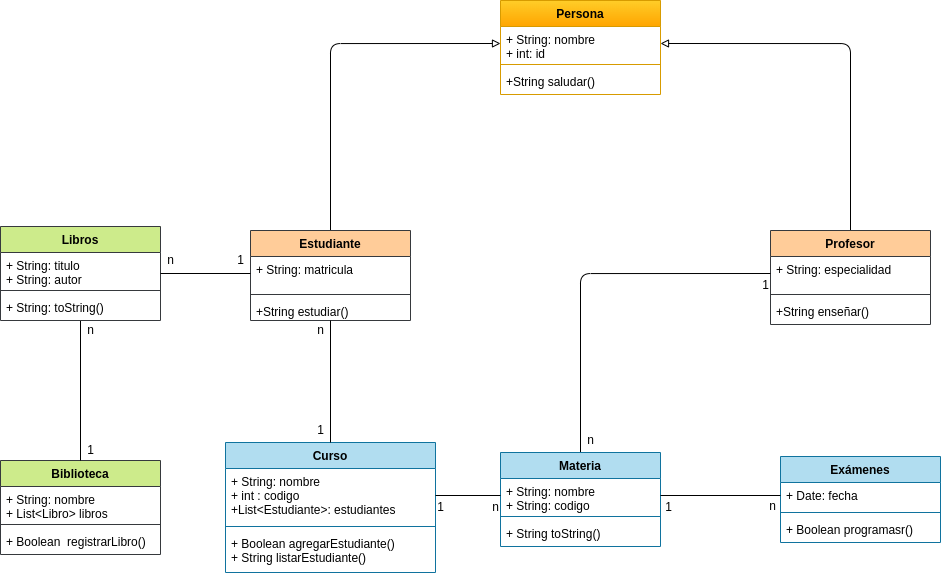 Persona
+ String: nombre
+ int: id
+String saludar()
Libros
+ String: titulo
+ String: autor
+ String: toString()
n
1
Estudiante
+ String: matricula
+String estudiar()
Profesor
+ String: especialidad
+String enseñar()
1
n
n
1
1
n
Biblioteca
+ String: nombre
+ List<Libro> libros
+ Boolean  registrarLibro()
Curso
+ String: nombre
+ int : codigo
+List<Estudiante>: estudiantes
+ Boolean agregarEstudiante()
+ String listarEstudiante()
1
n
Materia
+ String: nombre
+ String: codigo
+ String: toString()
1
n
Exámenes
+ Date: fecha
+ Boolean programasr()